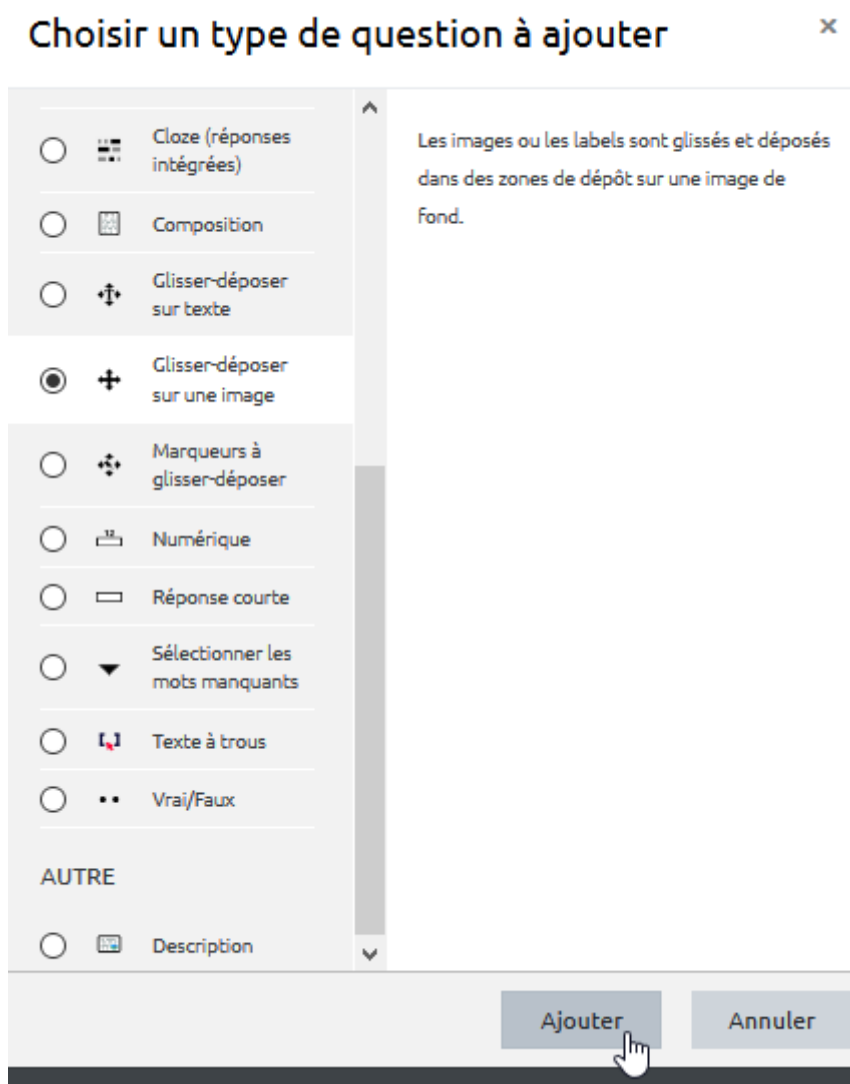 Choisir un type de question à ajouter
×
Cloze (réponses
intégrées)
Composition
Glisser-déposer
sur texte
Glisser-déposer
sur une image
Marqueurs à
glisser-déposer
12
Numérique
Réponse courte
Sélectionner les
mots manquants
Texte à trous
Vrai/Faux
AUTRE
Description
Les images ou les labels sont glissés et déposés
dans des zones de dépôt sur une image de
fond.
Ajouter
Annuler